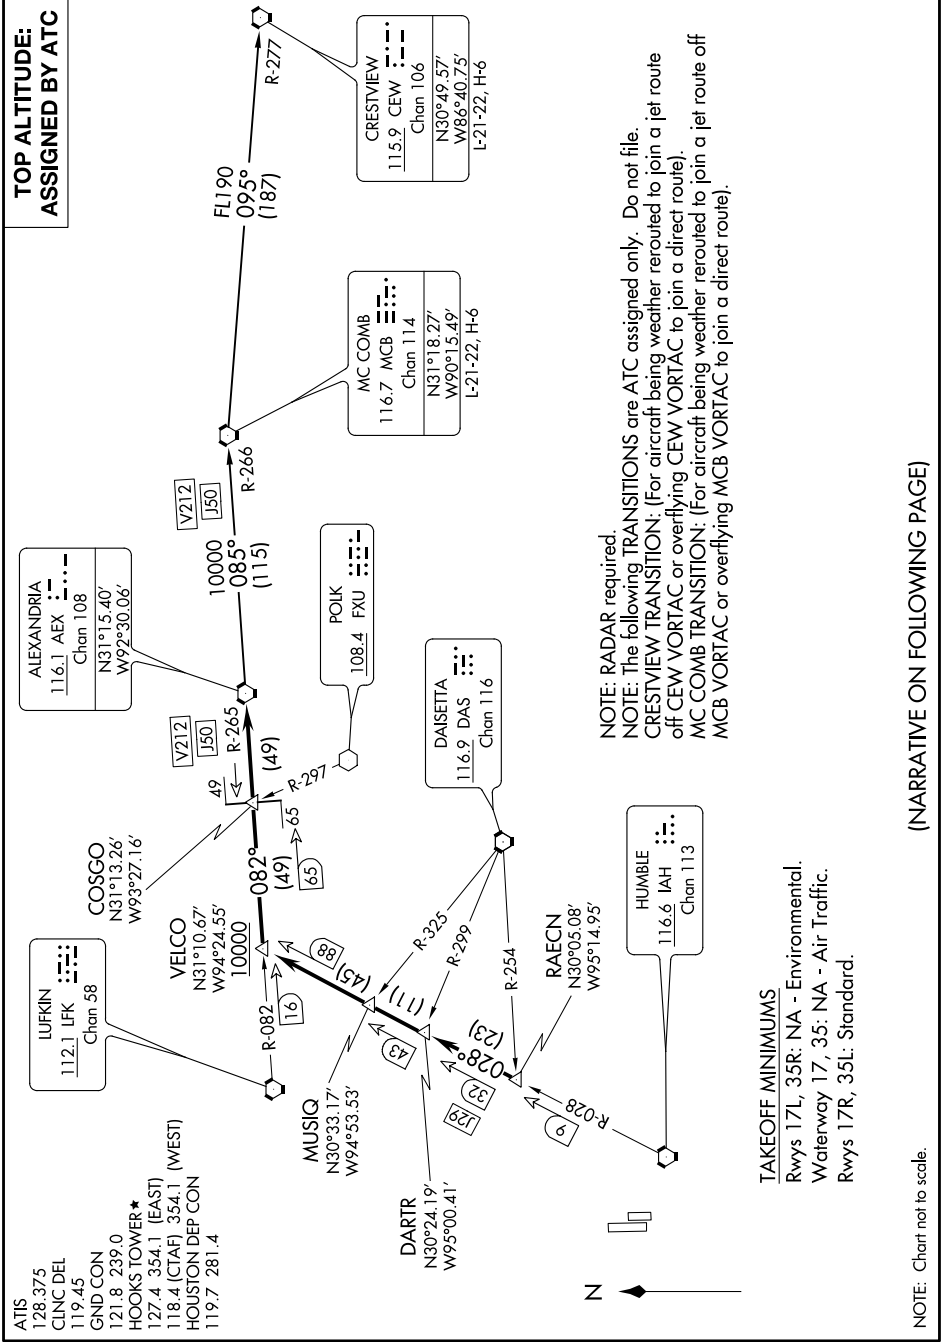 TOP ALTITUDE:
ASSIGNED BY ATC
ATIS
128.375
CLNC DEL
119.45
GND CON
121.8 239.0
HOOKS TOWER★
127.4 354.1 (EAST)
118.4 (CTAF) 354.1 (WEST)
HOUSTON DEP CON
119.7 281.4
LUFKIN
112.1 LFK
Chan 58
R-082
16
VELCO
N31°10.67’
W94°24.55’
10000
COSGO
N31°13.26’
W93°27.16’
082°
(49)
65
65
49
R-265
(49)
V212
J50
ALEXANDRIA
116.1 AEX
Chan 108
N31°15.40’
W92°30.06’
10000
085°
(115)
V212
J50
R-266
MC COMB
116.7 MCB
Chan 114
N31°18.27’
W90°15.49’
L-21-22, H-6
FL190
095°
(187)
R-277
CRESTVIEW
115.9 CEW
Chan 106
N30°49.57’
W86°40.75’
L-21-22, H-6
POLK
108.4 FXU
R-297
DAISETTA
116.9 DAS
Chan 116
R-325
R-299
R-254
88
(45)
MUSIQ
N30°33.17’
W94°53.53’
43
(11)
DARTR
N30°24.19’
W95°00.41’
32
J29
028°
(23)
RAECN
N30°05.08’
W95°14.95’
9
R-028
HUMBLE
116.6 IAH
Chan 113
N
NOTE: RADAR required.
NOTE: The following TRANSITIONS are ATC assigned only. Do not file.
CRESTVIEW TRANSITION: (For aircraft being weather rerouted to join a jet route
off CEW VORTAC or overflying CEW VORTAC to join a direct route).
MC COMB TRANSITION: (For aircraft being weather rerouted to join a jet route off
MCB VORTAC or overflying MCB VORTAC to join a direct route).
TAKEOFF MINIMUMS
Rwys 17L, 35R: NA - Environmental.
Waterway 17, 35: NA - Air Traffic.
Rwys 17R, 35L: Standard.
(NARRATIVE ON FOLLOWING PAGE)
NOTE: Chart not to scale.